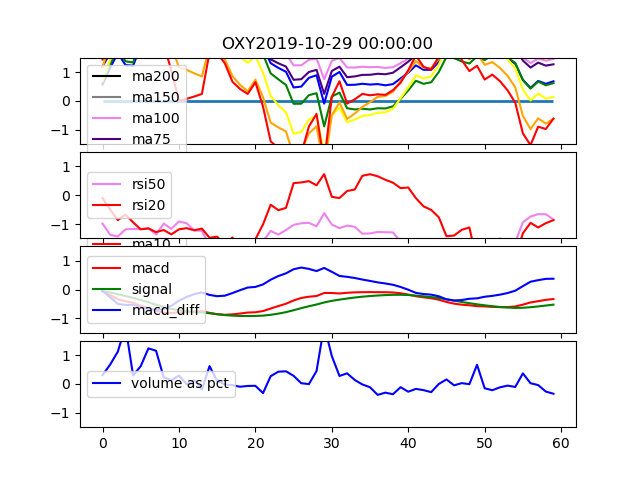 OXY2019-10-29 00:00:00
1
0
−1
ma200
ma150
ma100
ma75
1
0
−1
rsi50
rsi20
ma10
1
0
−1
macd
signal
macd_diff
1
0
−1
volume as pct
0 10 20 30 40 50 60